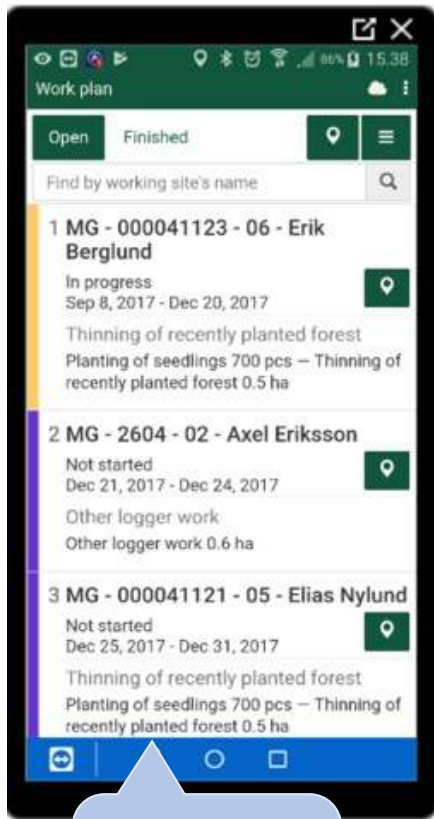 86% 15.38
Work plan
Open Finished
Find by working site's name
1 MG - 000041123 - 06 - Erik
Berglund
In progress
Sep 8, 2017 - Dec 20, 2017
Thinning of recently planted forest
Planting of seedlings 700 pcs — Thinning of
recently planted forest 0.5 ha
2 MG - 2604 - 02 - Axel Eriksson
Not started
Dec 21, 2017 - Dec 24, 2017
Other logger work
Other logger work 0.6 ha
3 MG - 000041121 - 05 - Elias Nylund
Not started
Dec 25, 2017 - Dec 31, 2017
Thinning of recently planted forest
Planting of seedlings 700 pcs — Thinning of
recently planted forest 0.5 ha